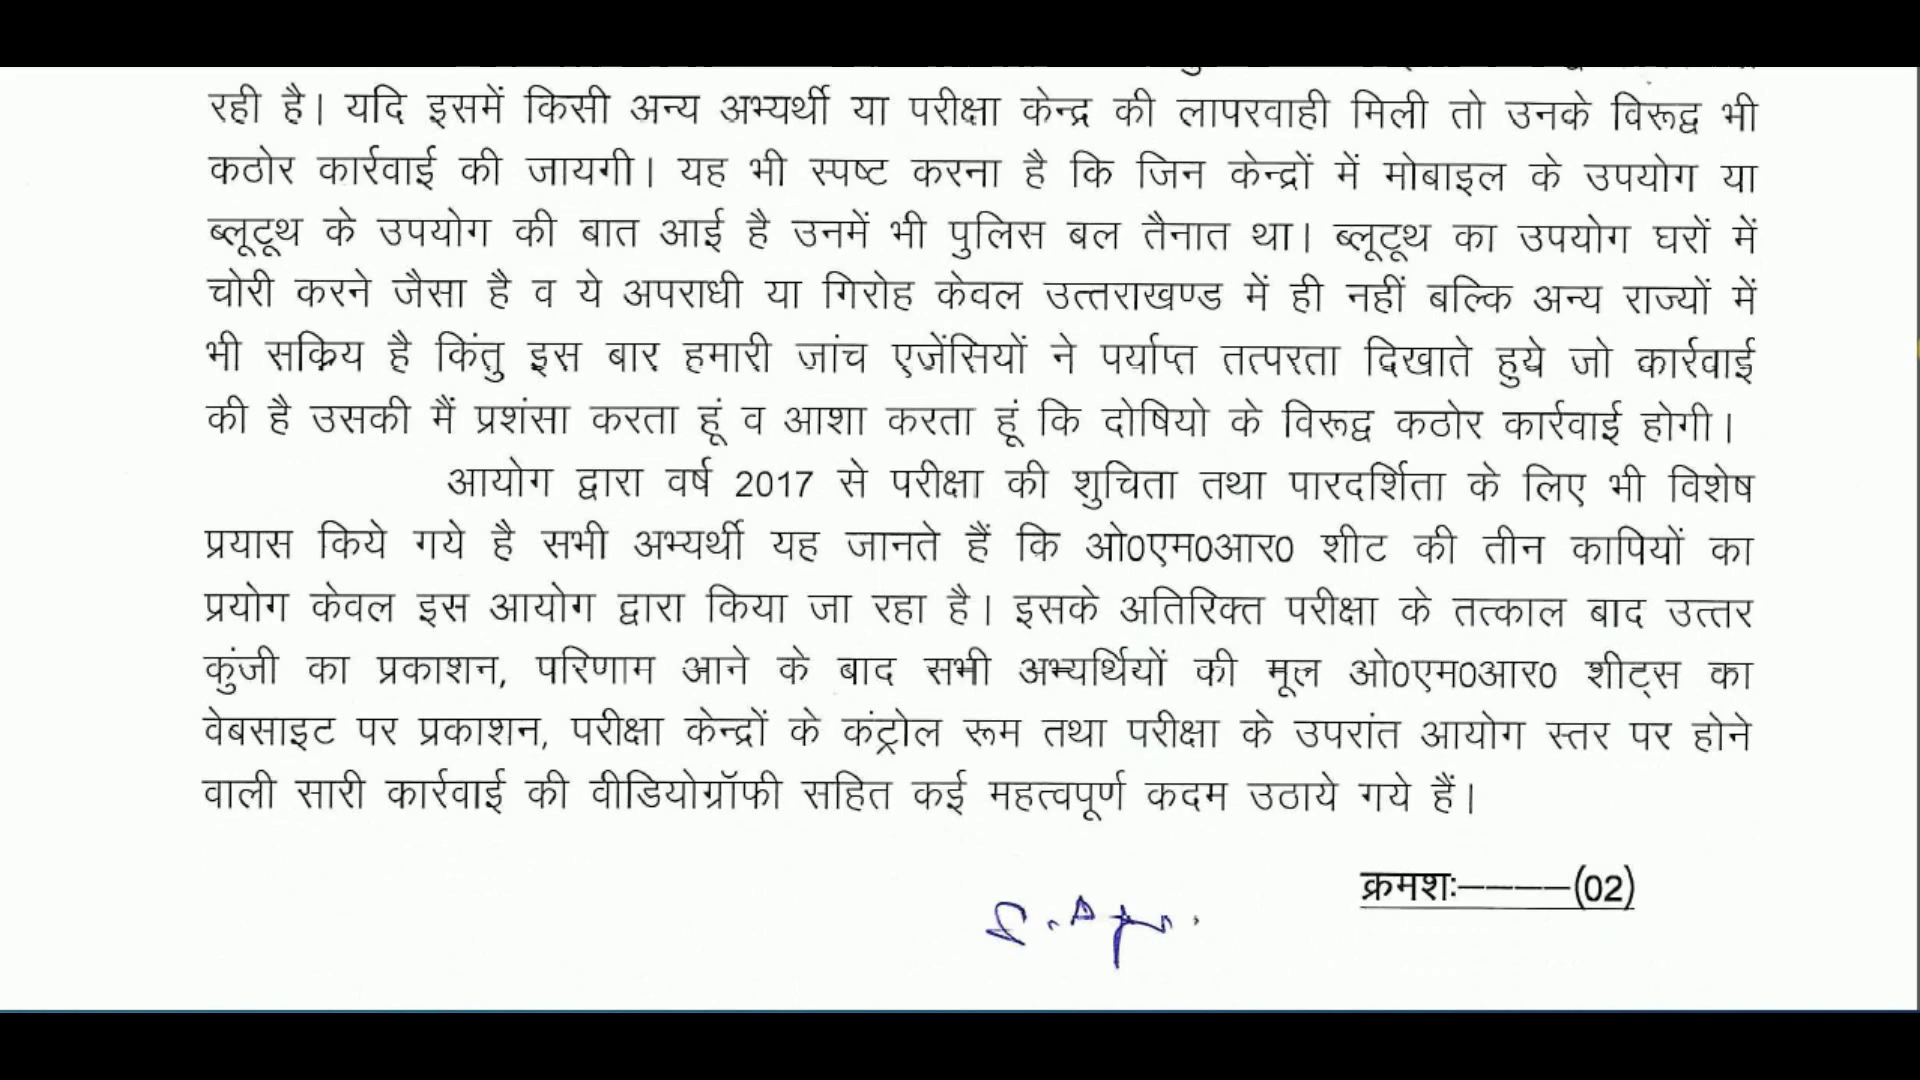 रही है। यदि इसमें किसी अन्य अभ्यर्थी या परीक्षा केन्द्र की लापरवाही मिली तो उनके विरूद्व भी
कठोर कार्रवाई की जायगी। यह भी स्पष्ट करना है कि जिन केन्द्रों में मोबाइल के उपयोग या
ब्लूटूथ के उपयोग की बात आई है उनमें भी पुलिस बल तैनात था। ब्लूटूथ का उपयोग घरों में
चोरी करने जैसा है व ये अपराधी या गिरोह केवल उत्तराखण्ड में ही नहीं बल्कि अन्य राज्यों में
भी सक्रिय है किंतु इस बार हमारी जांच एजेंसियों ने पर्याप्त तत्परता दिखाते हुये जो कार्रवाई
की है उसकी मैं प्रशंसा करता हूं व आशा करता हूं कि दोषियो के विरूद्व कठोर कार्रवाई होगी।
आयोग द्वारा वर्ष 2017 से परीक्षा की शुचिता तथा पारदर्शिता के लिए भी विशेष
प्रयास किये गये है सभी अभ्यर्थी यह जानते हैं कि ओ0एम0आर0 शीट की तीन कापियों का
प्रयोग केवल इस आयोग द्वारा किया जा रहा है। इसके अतिरिक्त परीक्षा के तत्काल बाद उत्तर
कुंजी का प्रकाशन, परिणाम आने के बाद सभी अभ्यर्थियों की मूल ओ0एम0आर0 शीट्स का
वेबसाइट पर प्रकाशन, परीक्षा केन्द्रों के कंट्रोल रूम तथा परीक्षा के उपरांत आयोग स्तर पर होने
वाली सारी कार्रवाई की वीडियोग्रॉफी सहित कई महत्वपूर्ण कदम उठाये गये हैं।
क्रमशः————(02)